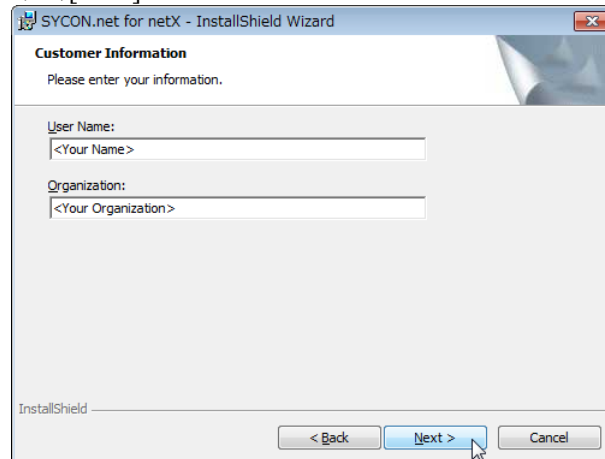 SYCON.net for netX - InstallShield Wizard
Customer Information
Please enter your information.
User Name:
<Your Name>
Organization:
<Your Organization>
InstallShield
< Back Next > Cancel